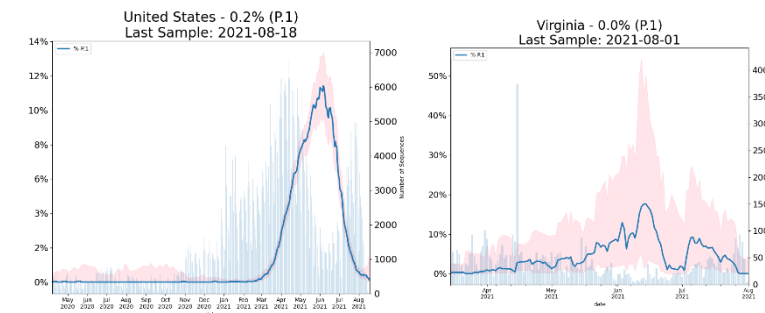 United States - 0.2% (P.1)
Last Sample: 2021-08-18
% P.1
14%
12%
10%
8%
6%
3%
2%
0%
7000
6000
5000
4000
3000
2000
1000
0
Number of Sequences
May 2020
Jun 2020
Jul 2020
Aug 2020
Sep 2020
Oct 2020
Nov 2020
Dec 2020
Jan 2021
Feb 2021
Mar 2021
Apr 2021
May 2021
Jun 2021
Jul 2021
Aug 2021
Virginia - 0.0% (P.1)
Last Sample: 2021-08-01
% P.1
50%
40%
30%
20%
10%
0%
400
350
300
250
200
150
100
50
0
Apr 2021
May 2021
Jun 2021
Jul 2021
Aug 2021
date